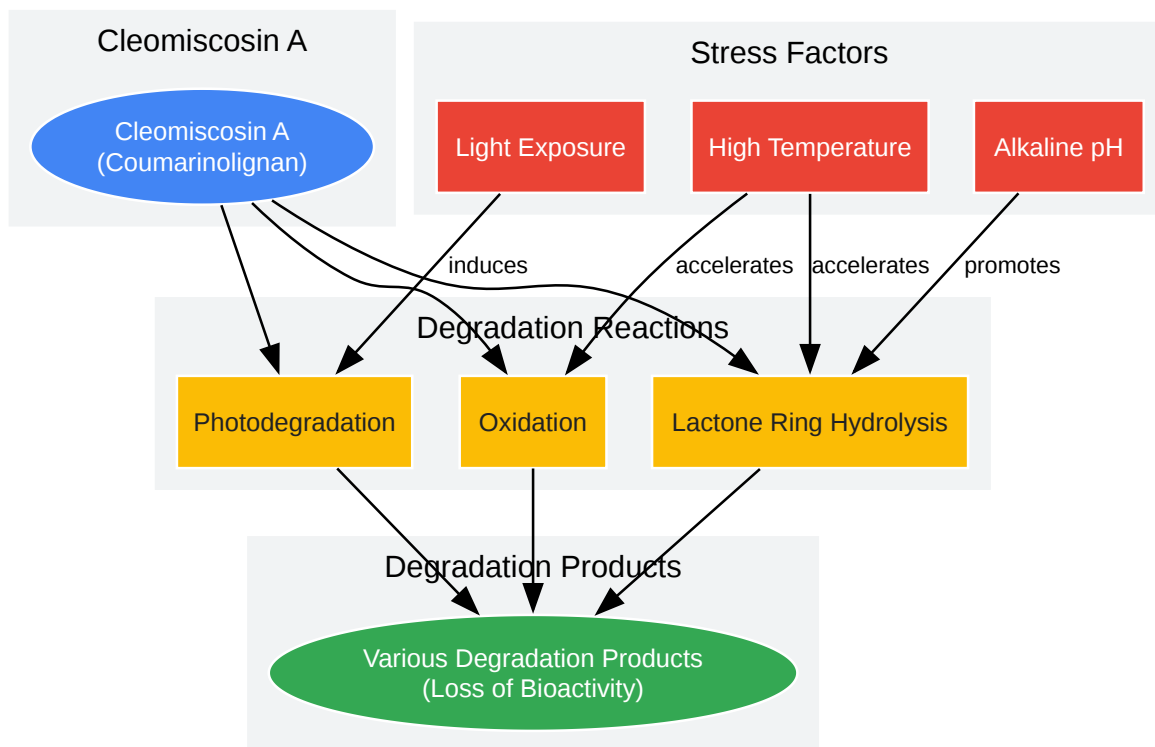 Cleomiscosin A
Stress Factors
Cleomiscosin A
(Coumarinolignan)
Light Exposure
High Temperature
Alkaline pH
induces
accelerates
accelerates
promotes
Degradation Reactions
Photodegradation
Oxidation
Lactone Ring Hydrolysis
Degradation Products
Various Degradation Products
(Loss of Bioactivity)